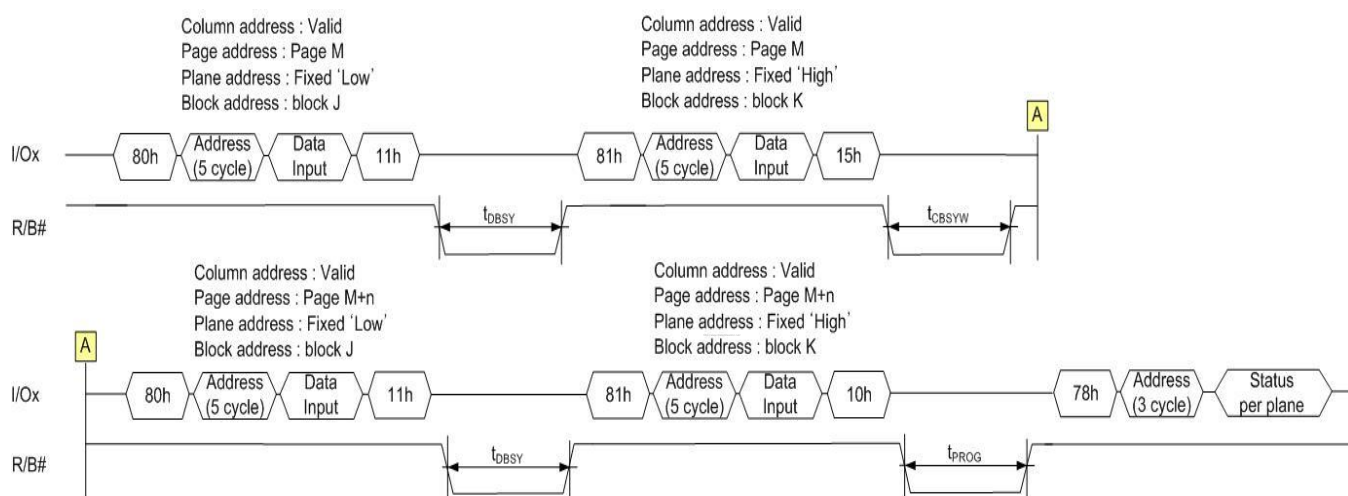 Column address : Valid
Page address : Page M
Plane address : Fixed ‘Low’
Block address : block J
Column address : Valid
Page address : Page M
Plane address : Fixed ‘High’
Block address : block K
A
I/Ox
80h
Address
(5 cycle)
Data
Input
11h
81h
Address
(5 cycle)
Data
Input
15h
R/B#
tDBSY
tCBSYW
Column address : Valid
Page address : Page M+n
Plane address : Fixed ‘Low’
Block address : block J
Column address : Valid
Page address : Page M+n
Plane address : Fixed ‘High’
Block address : block K
A
I/Ox
80h
Address
(5 cycle)
Data
Input
11h
81h
Address
(5 cycle)
Data
Input
10h
78h
Address
(3 cycle)
Status
per plane
R/B#
tDBSY
tPROG